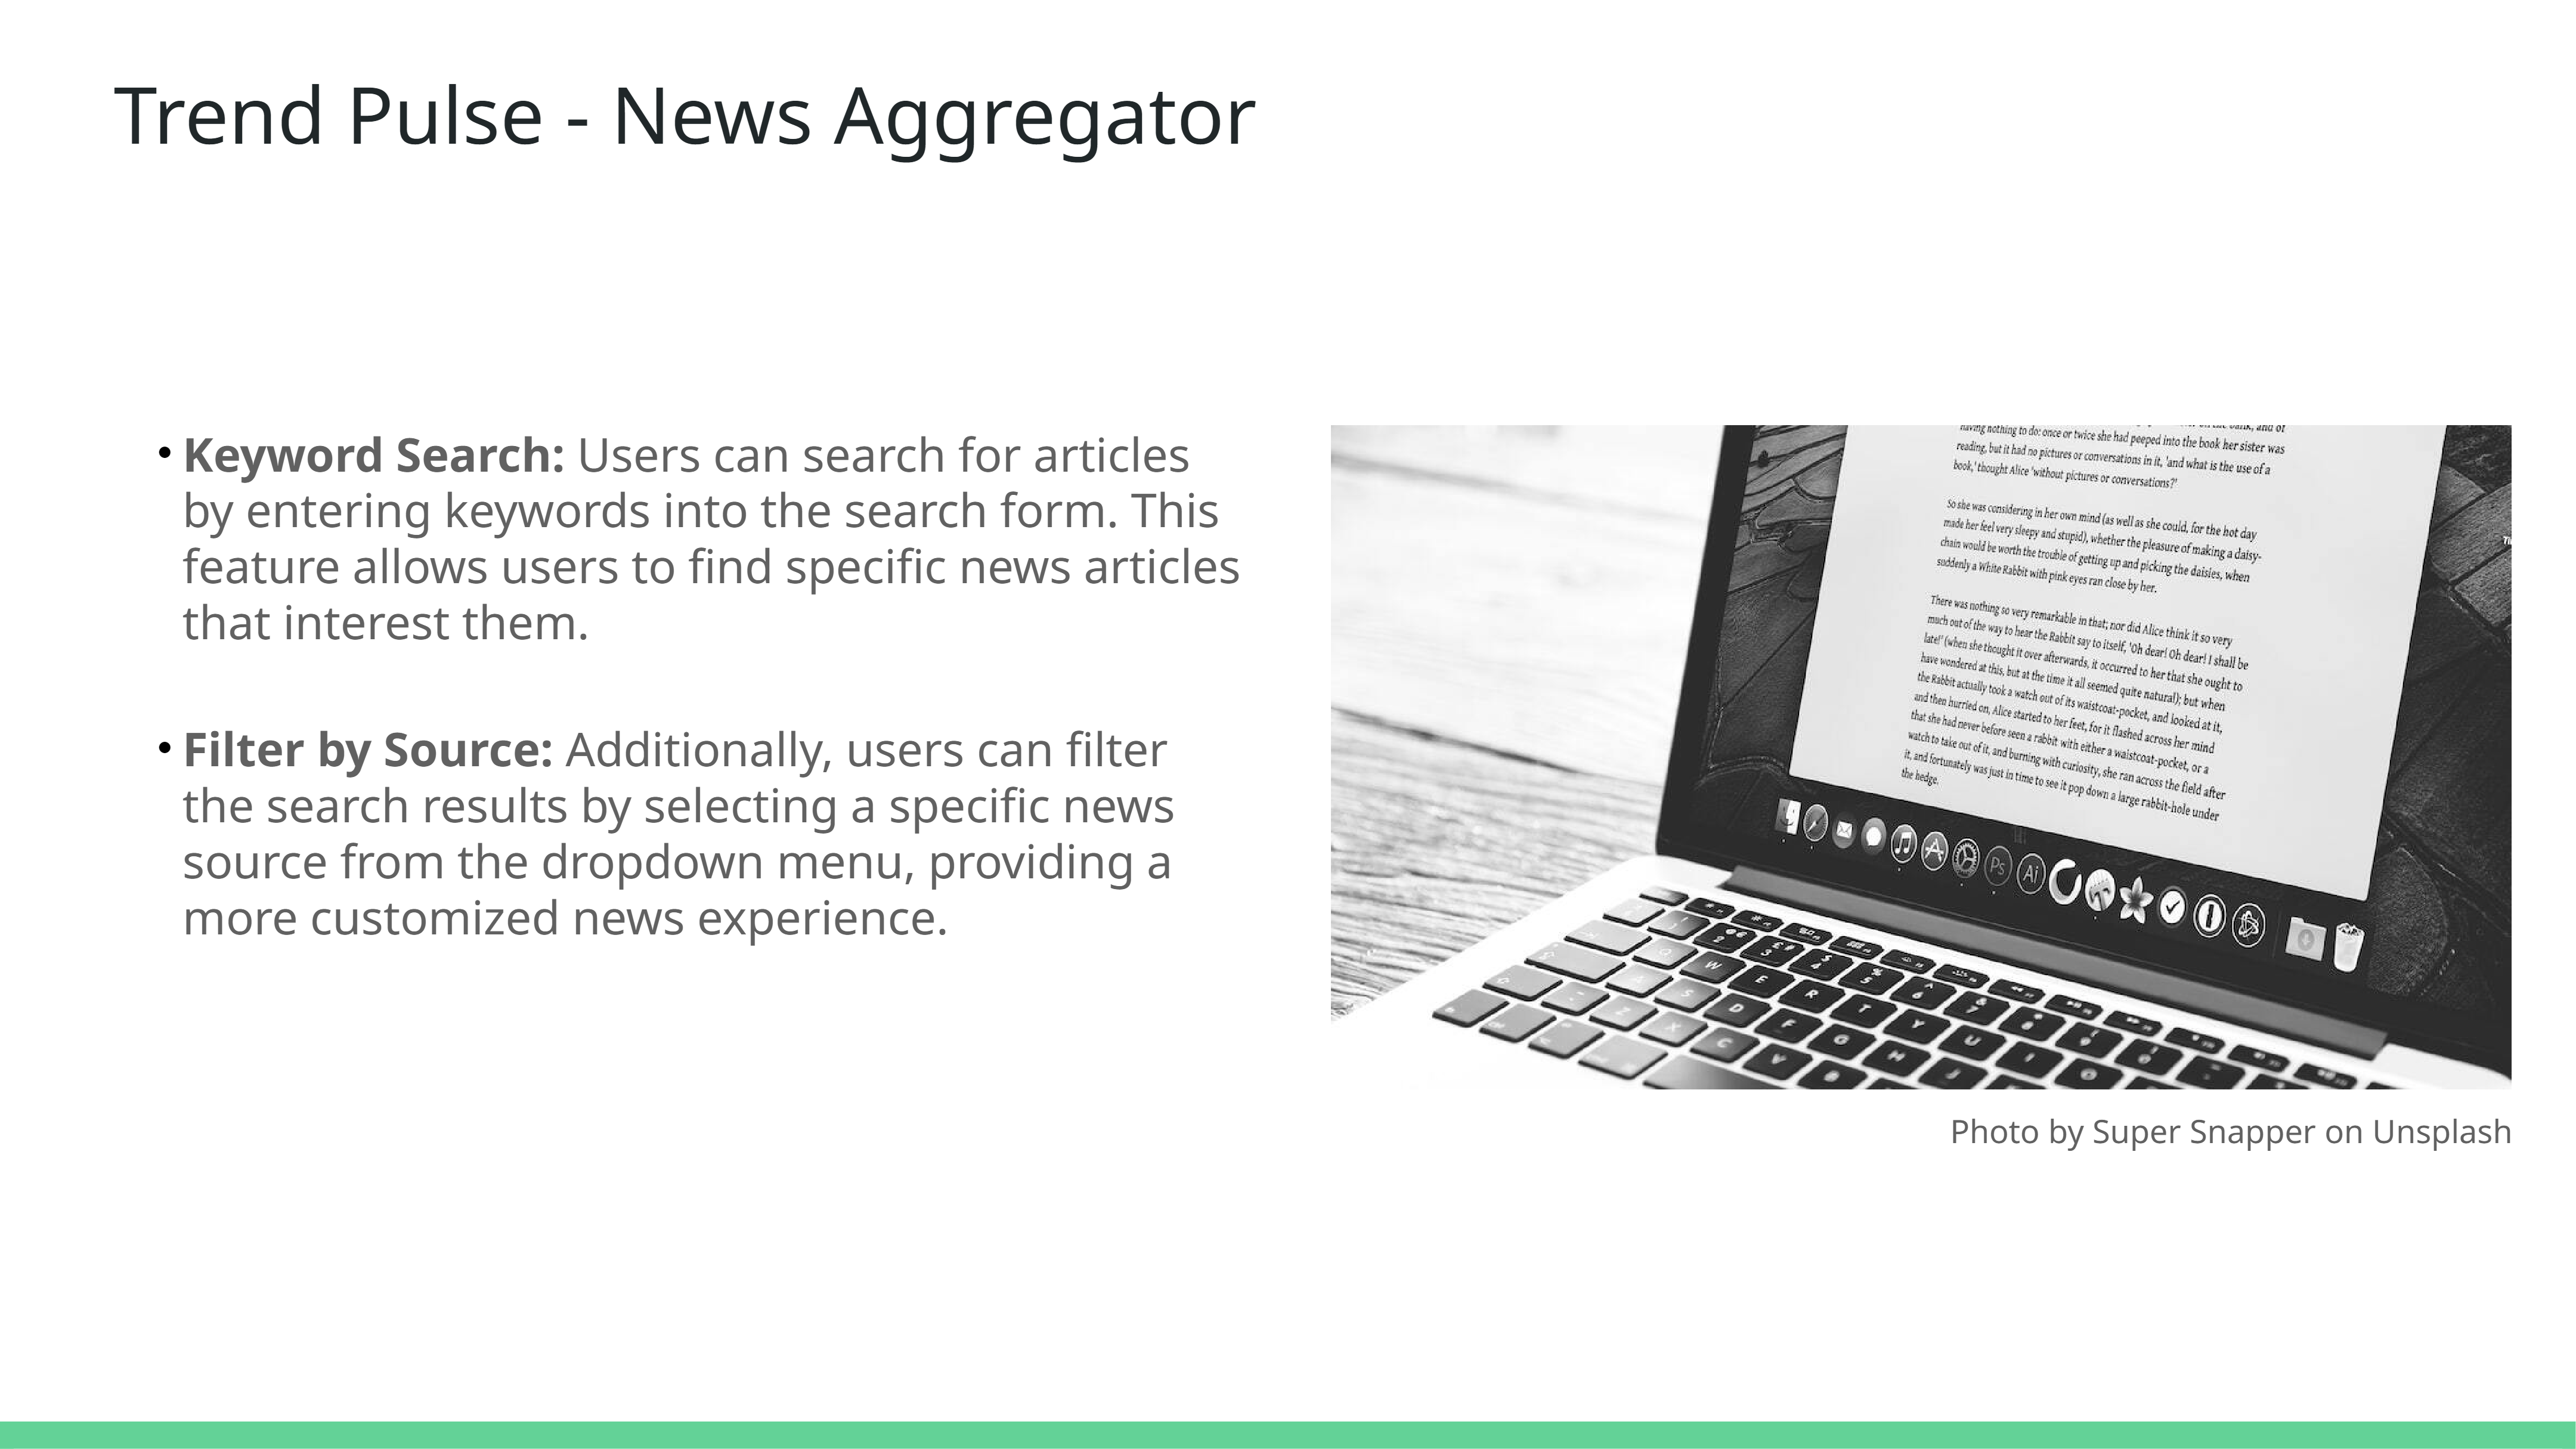 Trend Pulse - News Aggregator
• Keyword Search: Users can search for articles
by entering keywords into the search form. This
feature allows users to find specific news articles
that interest them.
• Filter by Source: Additionally, users can filter
the search results by selecting a specific news
source from the dropdown menu, providing a
more customized news experience.
having nothing to do: once or twice she had peeped into the book her sister was
reading, but it had no pictures or conversations in it, 'and what is the use of a
book,' thought Alice 'without pictures or conversations?'
So she was considering in her own mind (as well as she could, for the hot day
made her feel very sleepy and stupid), whether the pleasure of making a daisy-
chain would be worth the trouble of getting up and picking the daisies, when
suddenly a White Rabbit with pink eyes ran close by her.
There was nothing so very remarkable in that; nor did Alice think it so very
much out of the way to hear the Rabbit say to itself, 'Oh dear! Oh dear! I shall be
late!' (when she thought it over afterwards, it occurred to her that she ought to
have wondered at this, but at the time it all seemed quite natural); but when
the Rabbit actually took a watch out of its waistcoat-pocket, and looked at it,
and then hurried on, Alice started to her feet, for it flashed across her mind
that she had never before seen a rabbit with either a waistcoat-pocket, or a
watch to take out of it, and burning with curiosity, she ran across the field after
it, and fortunately was just in time to see it pop down a large rabbit-hole under
the hedge.
Ps Ai
Photo by Super Snapper on Unsplash